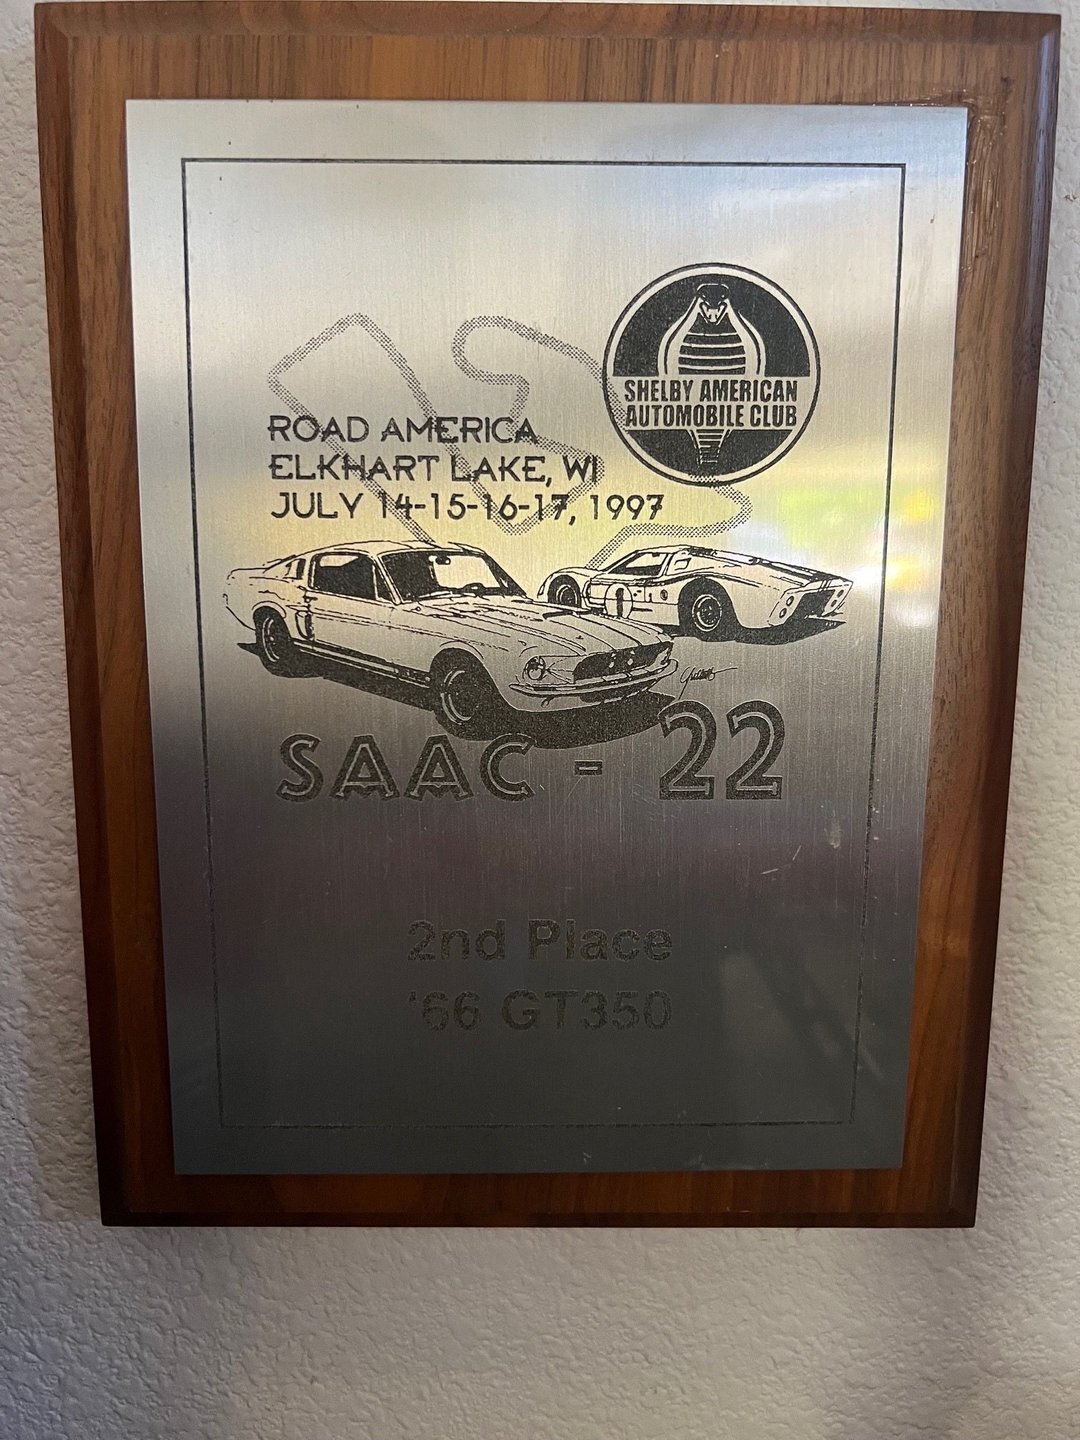 SHELBY AMERICAN
AUTOMOBILE CLUB
ROAD AMERICA
ELKHART LAKE, WI
JULY 14-15-16-17, 1997
1
SAAC - 22
2nd Place
'66 GT350